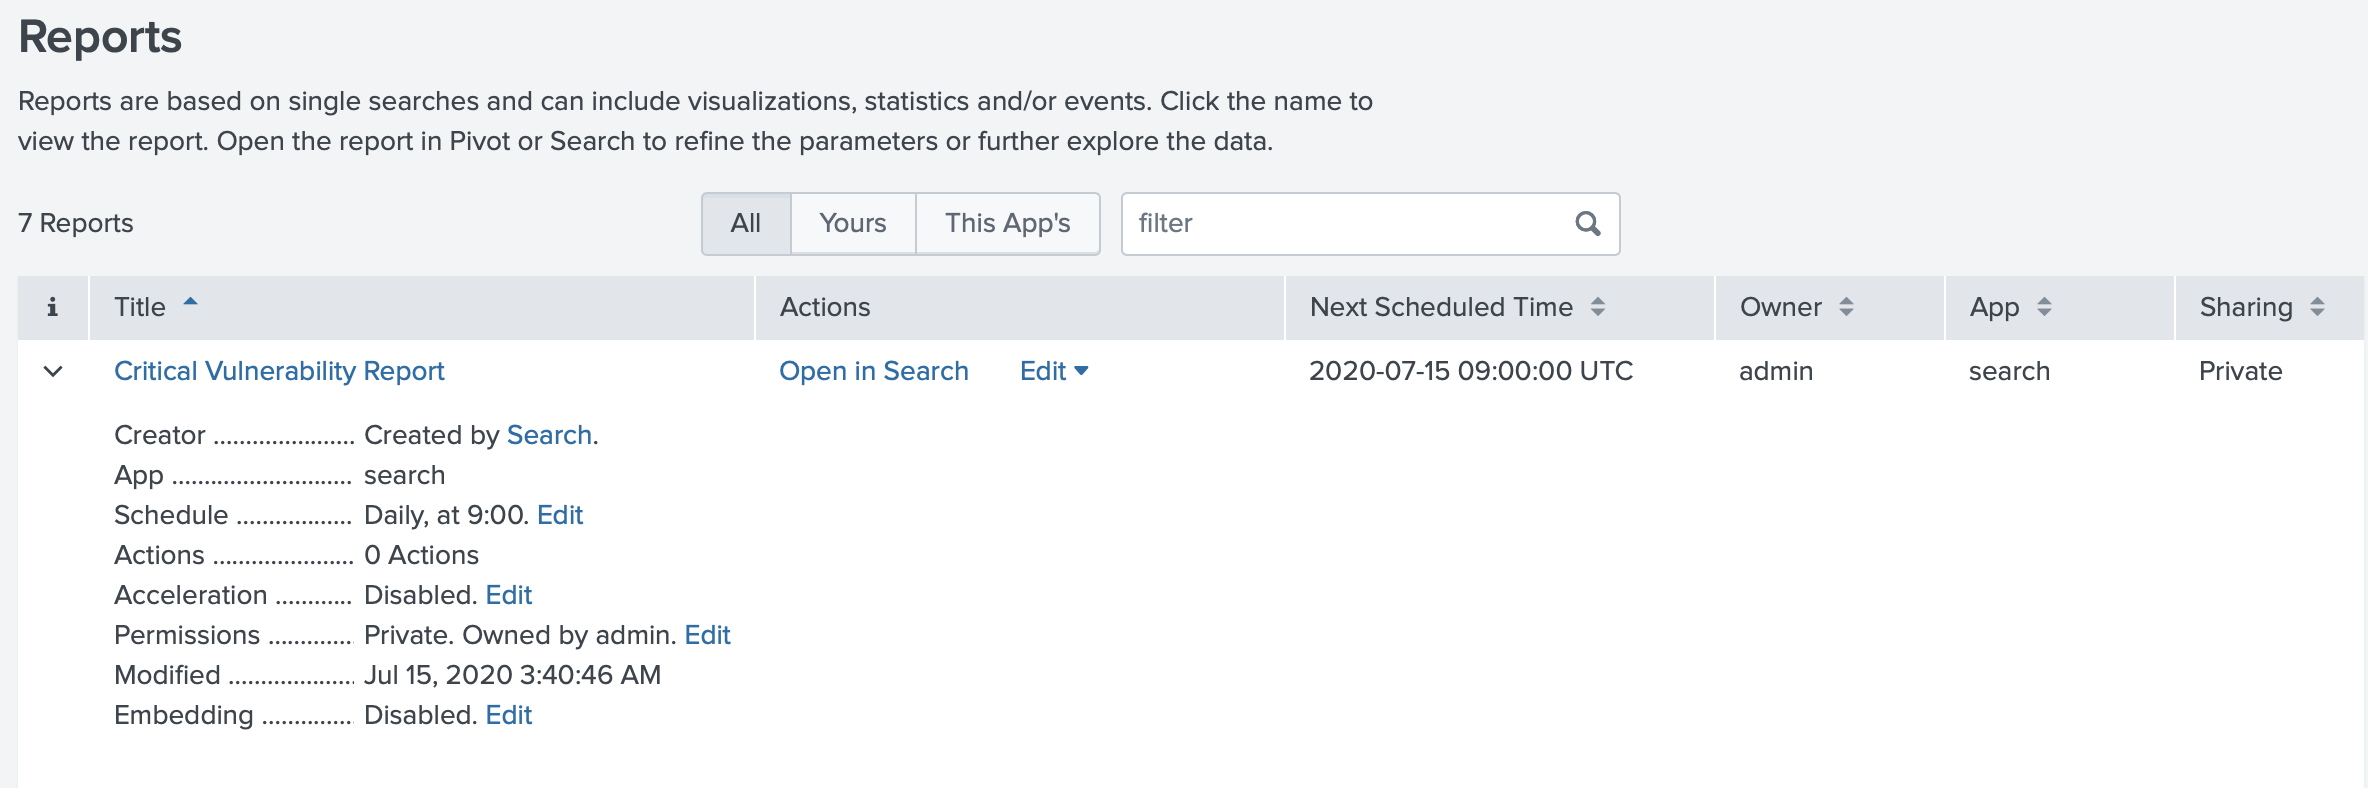 Reports
Reports are based on single searches and can include visualizations, statistics and/or events. Click the name to
view the report. Open the report in Pivot or Search to refine the parameters or further explore the data.
7 Reports All Yours This App's filter
i Title Actions Next Scheduled Time Owner App Sharing
Critical Vulnerability Report Open in Search Edit 2020-07-15 09:00:00 UTC admin search Private
Creator ...................... Created by Search.
App ............................ search
Schedule .................. Daily, at 9:00. Edit
Actions ...................... 0 Actions
Acceleration ............ Disabled. Edit
Permissions ............. Private. Owned by admin. Edit
Modified .................... Jul 15, 2020 3:40:46 AM
Embedding .............. Disabled. Edit